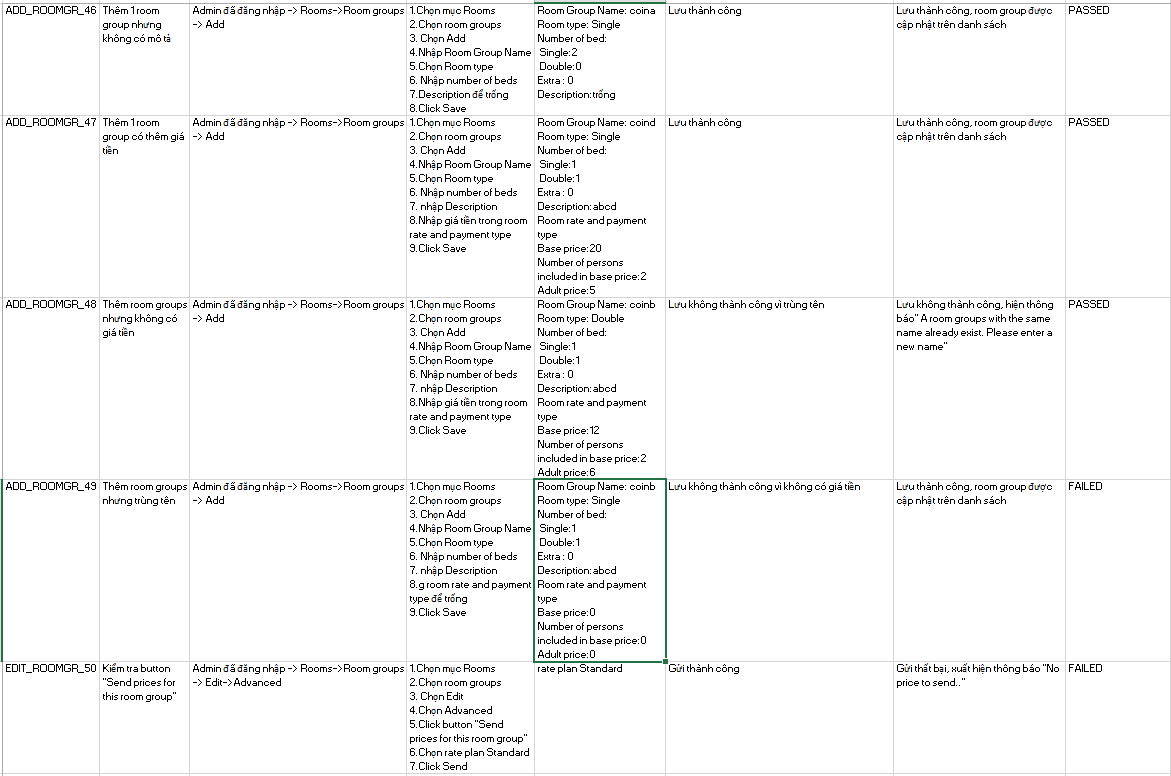 ADD_ROOMGR_46
Thêm 1 room
group nhưng
không có mô tả
Admin đã đăng nhập -> Rooms->Room groups
-> Add
1.Chọn mục Rooms
2.Chọn room groups
3. Chọn Add
4.Nhập Room Group Name
5.Chọn Room type
6. Nhập number of beds
7.Description để trống
8.Click Save
Room Group Name: coina
Room type: Single
Number of bed:
Single:2
Double:0
Extra : 0
Description:trống
Lưu thành công
Lưu thành công, room group được
cập nhật trên danh sách
PASSED
ADD_ROOMGR_47
Thêm 1 room
group có thêm giá
tiền
Admin đã đăng nhập -> Rooms->Room groups
-> Add
1.Chọn mục Rooms
2.Chọn room groups
3. Chọn Add
4.Nhập Room Group Name
5.Chọn Room type
6. Nhập number of beds
7. nhập Description
8.Nhập giá tiền trong room
rate and payment type
9.Click Save
Room Group Name: coind
Room type: Single
Number of bed:
Single:1
Double:1
Extra : 0
Description:abcd
Room rate and payment
type
Base price:20
Number of persons
included in base price:2
Adult price:5
Lưu thành công
Lưu thành công, room group được
cập nhật trên danh sách
PASSED
ADD_ROOMGR_48
Thêm room groups
nhưng không có
giá tiền
Admin đã đăng nhập -> Rooms->Room groups
-> Add
1.Chọn mục Rooms
2.Chọn room groups
3. Chọn Add
4.Nhập Room Group Name
5.Chọn Room type
6. Nhập number of beds
7. nhập Description
8.Nhập giá tiền trong room
rate and payment type
9.Click Save
Room Group Name: coinb
Room type: Double
Number of bed:
Single:1
Double:1
Extra : 0
Description:abcd
Room rate and payment
type
Base price:12
Number of persons
included in base price:2
Adult price:6
Lưu không thành công vì trùng tên
Lưu không thành công, hiện thông
báo" A room groups with the same
name already exist. Please enter a
new name"
PASSED
ADD_ROOMGR_49
Thêm room groups
nhưng trùng tên
Admin đã đăng nhập -> Rooms->Room groups
-> Add
1.Chọn mục Rooms
2.Chọn room groups
3. Chọn Add
4.Nhập Room Group Name
5.Chọn Room type
6. Nhập number of beds
7. nhập Description
8.g room rate and payment
type để trống
9.Click Save
Room Group Name: coinb
Room type: Single
Number of bed:
Single:1
Double:1
Extra : 0
Description:abcd
Room rate and payment
type
Base price:0
Number of persons
included in base price:0
Adult price:0
Lưu không thành công vì không có giá tiền
Lưu thành công, room group được
cập nhật trên danh sách
FAILED
EDIT_ROOMGR_50
Kiểm tra button
"Send prices for
this room group"
Admin đã đăng nhập -> Rooms->Room groups
-> Edit->Advanced
1.Chọn mục Rooms
2.Chọn room groups
3. Chọn Edit
4.Chọn Advanced
5.Click button "Send
prices for this room group"
6.Chọn rate plan Standard
7.Click Send
rate plan Standard
Gửi thành công
Gửi thất bại, xuất hiện thông báo "No
price to send.."
FAILED